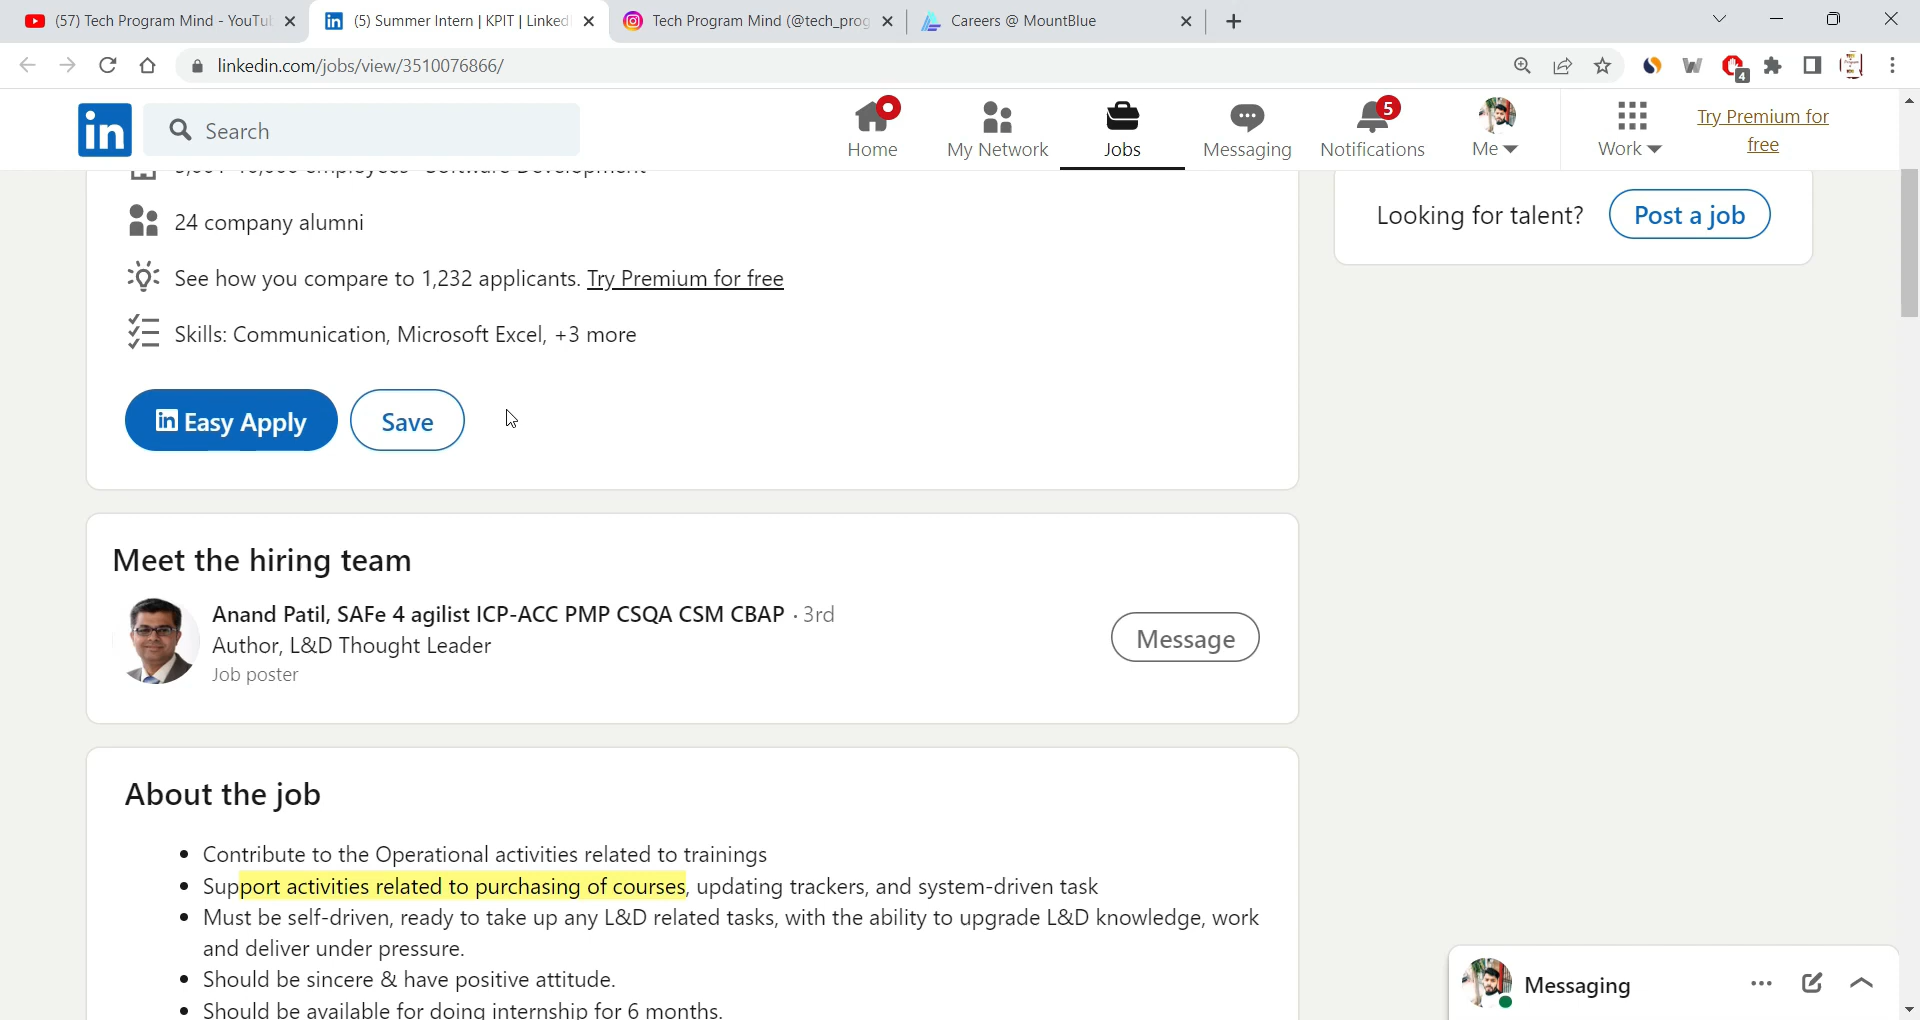 (57) Tech Program Mind - YouTu
(5) Summer Intern | KPIT | Linked
Tech Program Mind (@tech_prog
Careers @ MountBlue
linkedin.com/jobs/view/3510076866/
4
in
Search
Home
My Network
Jobs
Messaging
5
Notifications
Me
Work
Try Premium for
free
24 company alumni
See how you compare to 1,232 applicants. Try Premium for free
Skills: Communication, Microsoft Excel, +3 more
in Easy Apply
Save
Looking for talent?
Post a job
Meet the hiring team
Anand Patil, SAFe 4 agilist ICP-ACC PMP CSQA CSM CBAP · 3rd
Author, L&D Thought Leader
Job poster
Message
About the job
• Contribute to the Operational activities related to trainings
• Support activities related to purchasing of courses, updating trackers, and system-driven task
• Must be self-driven, ready to take up any L&D related tasks, with the ability to upgrade L&D knowledge, work
and deliver under pressure.
• Should be sincere & have positive attitude.
• Should be available for doing internship for 6 months.
Messaging